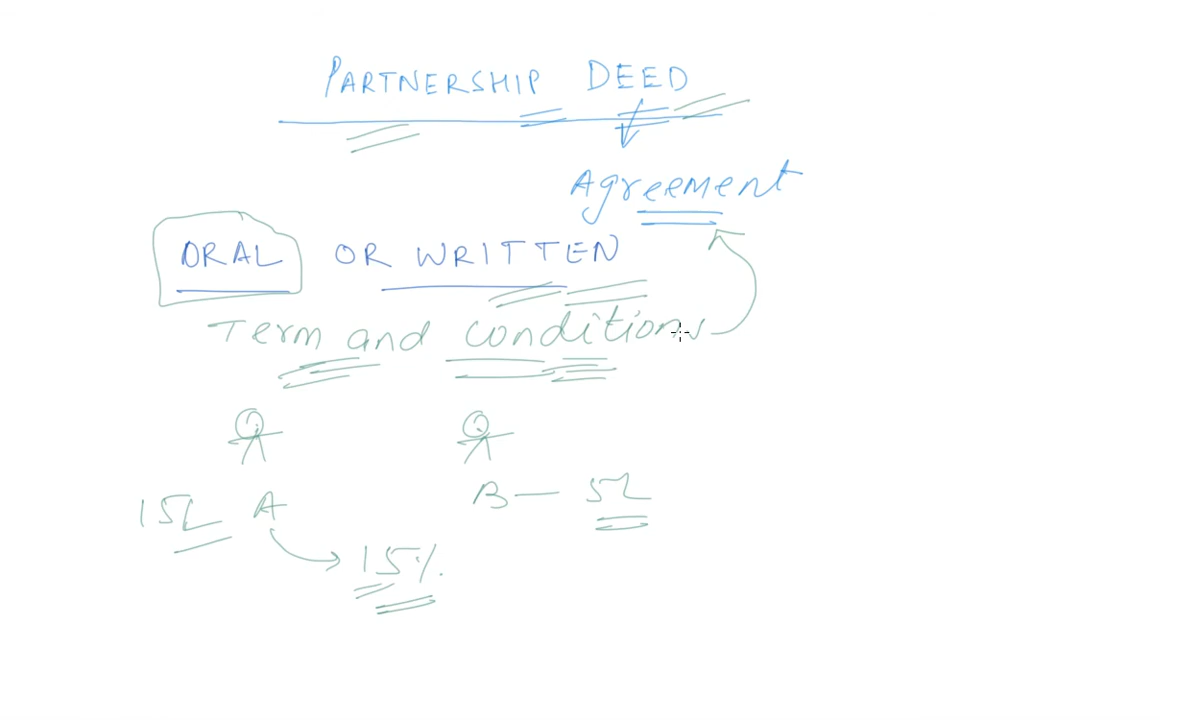 PARTNERSHIP DEED
Agreement
ORAL OR WRITTEN
Term and conditions
15L A B — 5L
15%